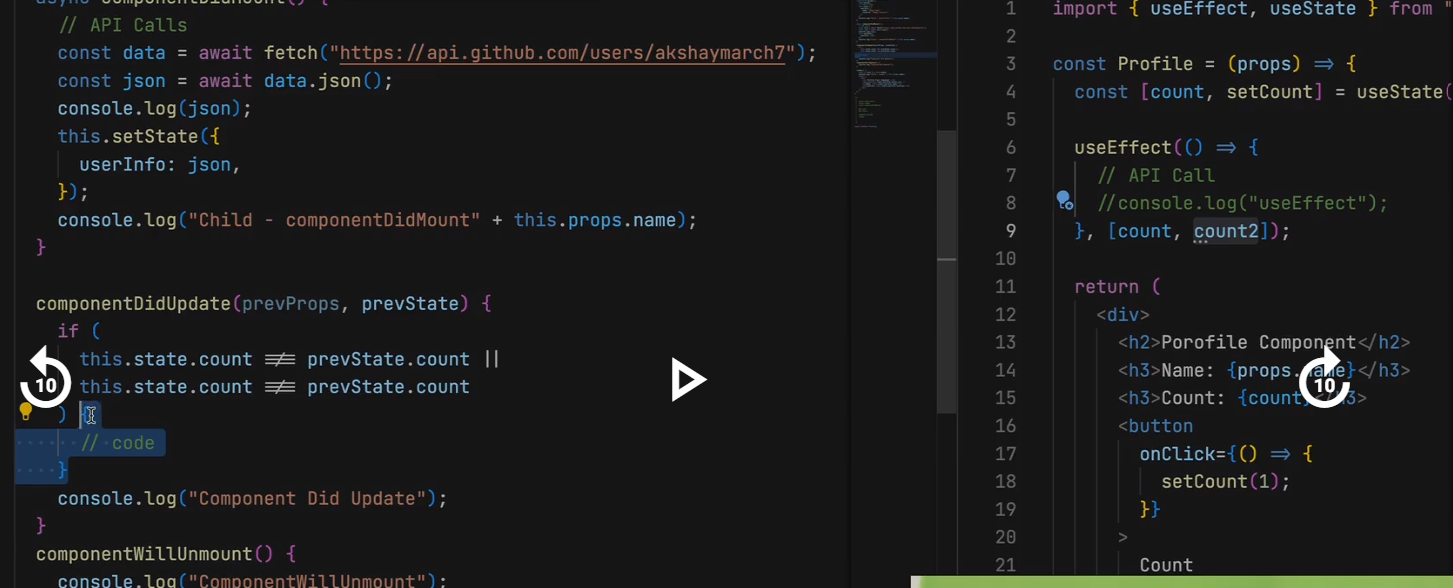 async componentDidMount() {
// API Calls
const data = await fetch("https://api.github.com/users/akshaymarch7");
const json = await data.json();
console.log(json);
this.setState({
userInfo: json,
});
console.log("Child - componentDidMount" + this.props.name);
}
componentDidUpdate(prevProps, prevState) {
if (
this.state.count !== prevState.count ||
this.state.count !== prevState.count
) {
// code
}
console.log("Component Did Update");
}
componentWillUnmount() {
console.log("ComponentWillUnmount");
10
10
1 import { useEffect, useState } from "
2
3 const Profile = (props) => {
4 const [count, setCount] = useState(
5
6 useEffect(() => {
7 // API Call
8 //console.log("useEffect");
9 }, [count, count2]);
10
11 return (
12 <div>
13 <h2>Porofile Component</h2>
14 <h3>Name: {props.name}</h3>
15 <h3>Count: {count}</h3>
16 <button
17 onClick={() => {
18 setCount(1);
19 }}
20 >
21 Count